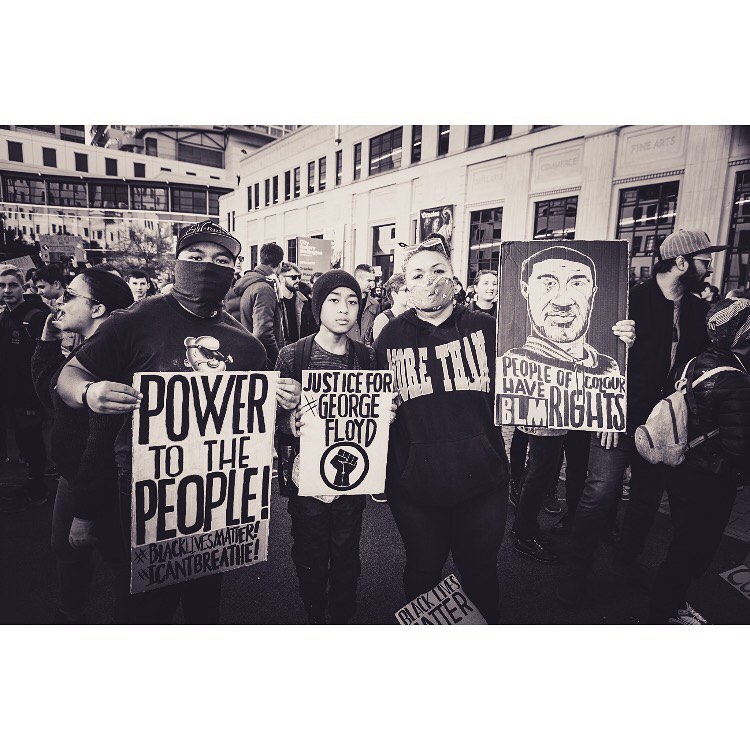 FINE ARTS
COMMERCE
POWER
TO THE
PEOPLE!
#BLACKLIVESMATTER!
#ICANTBREATHE!
JUSTICE FOR
#GEORGE
FLOYD
MORE THAN
PEOPLE OF COLOUR
HAVE RIGHTS
BLM
BLACK LIVES
MATTER